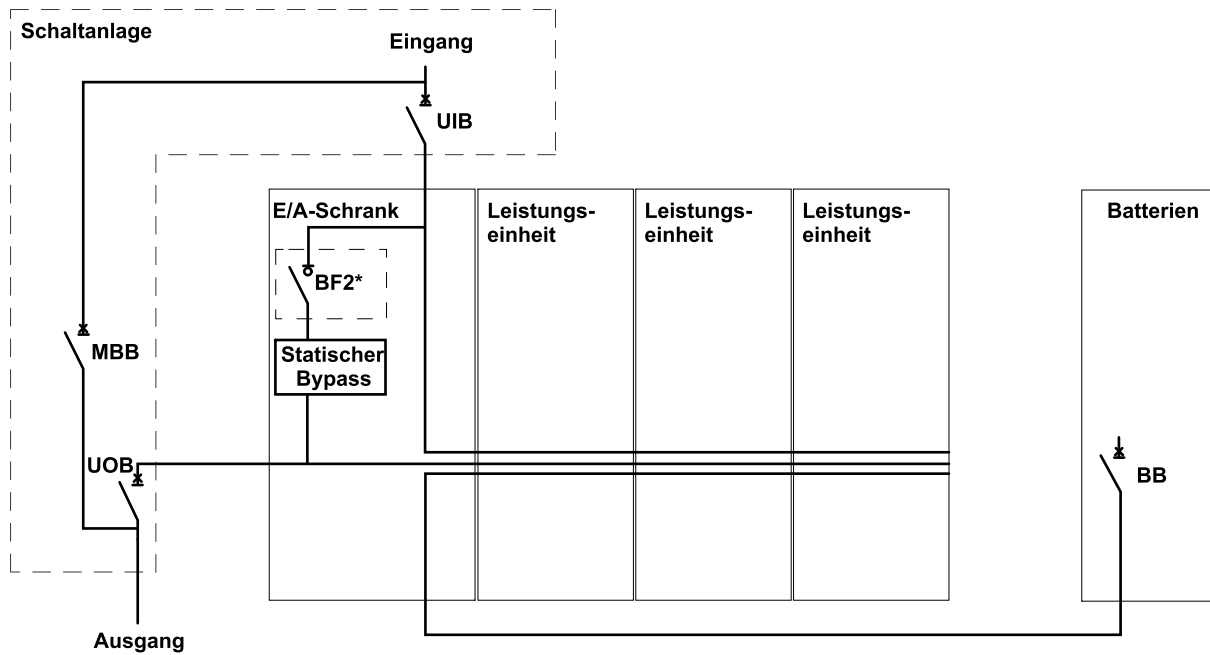 Schaltanlage
Eingang
UIB
E/A-Schrank
Leistungs-
einheit
Leistungs-
einheit
Leistungs-
einheit
Batterien
BF2*
MBB
Statischer
Bypass
UOB
BB
Ausgang